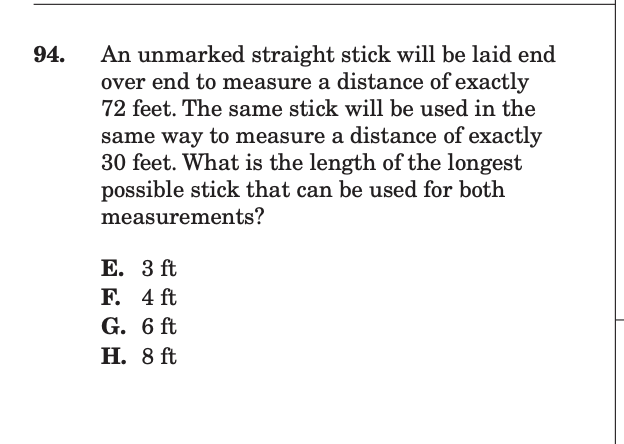 94. An unmarked straight stick will be laid end
over end to measure a distance of exactly
72 feet. The same stick will be used in the
same way to measure a distance of exactly
30 feet. What is the length of the longest
possible stick that can be used for both
measurements?
E. 3 ft
F. 4 ft
G. 6 ft
H. 8 ft